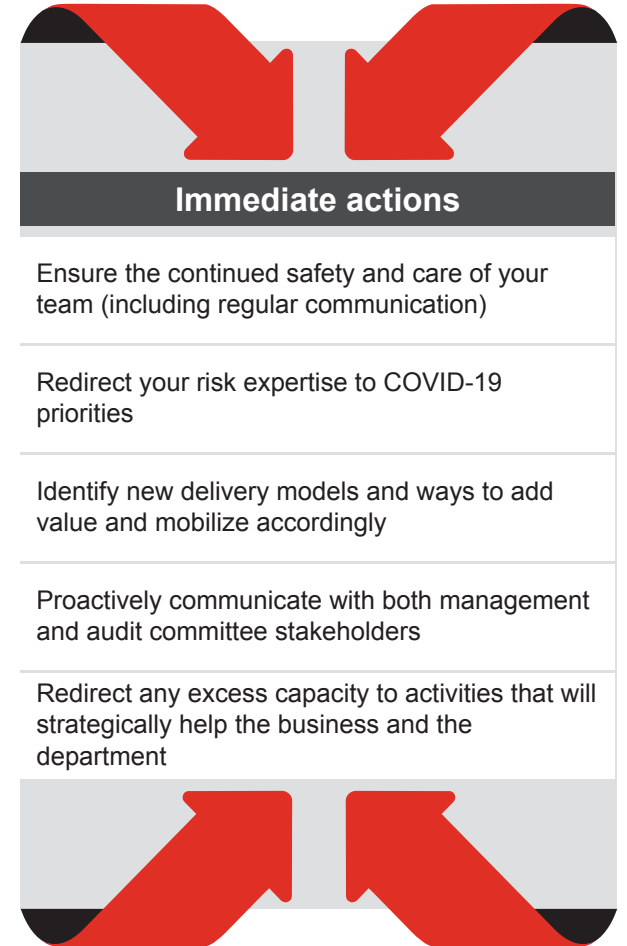 Immediate actions
Ensure the continued safety and care of your
team (including regular communication)
Redirect your risk expertise to COVID-19
priorities
Identify new delivery models and ways to add
value and mobilize accordingly
Proactively communicate with both management
and audit committee stakeholders
Redirect any excess capacity to activities that will
strategically help the business and the
department